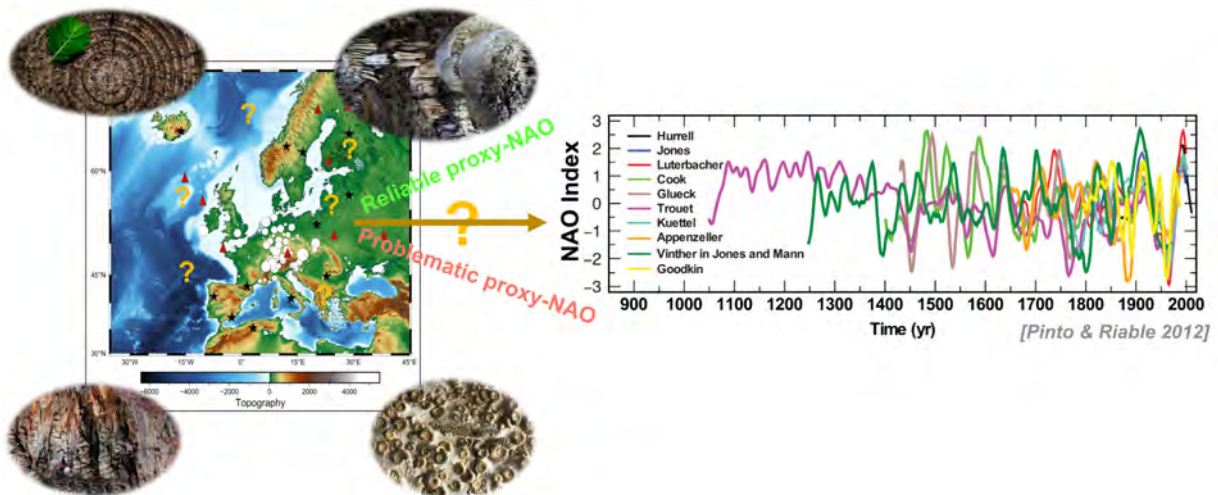 ?
?
?
?
?
?
60°N
45°N
30°N
30°W
15°W
0°
15°E
30°E
45°E
-6000
-4000
-2000
0
2000
4000
Topography
Reliable proxy-NAO
?
Problematic proxy-NAO
NAO Index
3
2
1
0
-1
-2
-3
Hurrell
Jones
Luterbacher
Cook
Glueck
Trouet
Kuettel
Appenzeller
Vinther in Jones and Mann
Goodkin
900 1000 1100 1200 1300 1400 1500 1600 1700 1800 1900 2000
Time (yr)
[Pinto & Riable 2012]